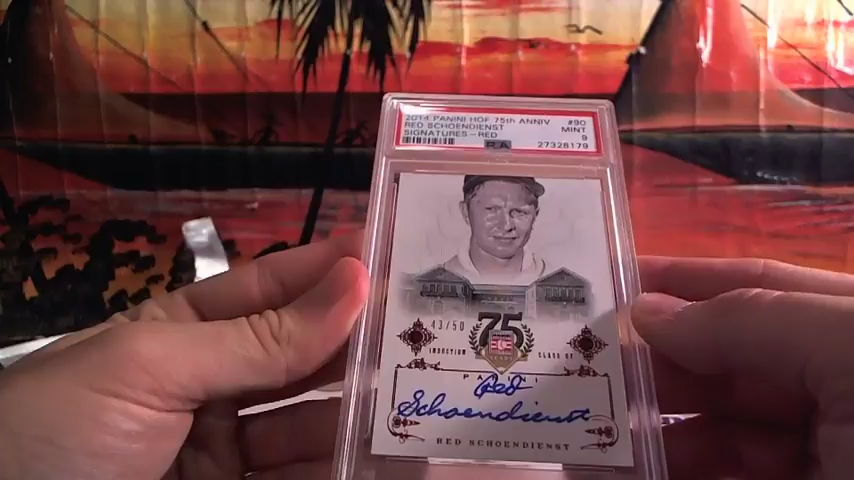 2014 PANINI HOF 75th ANNIV #90
RED SCHOENDIENST MINT
SIGNATURES - RED 9
27328179
43/50
75
YEARS
INDUCTION CLASS OF
Red
Schoendienst
RED SCHOENDIENST